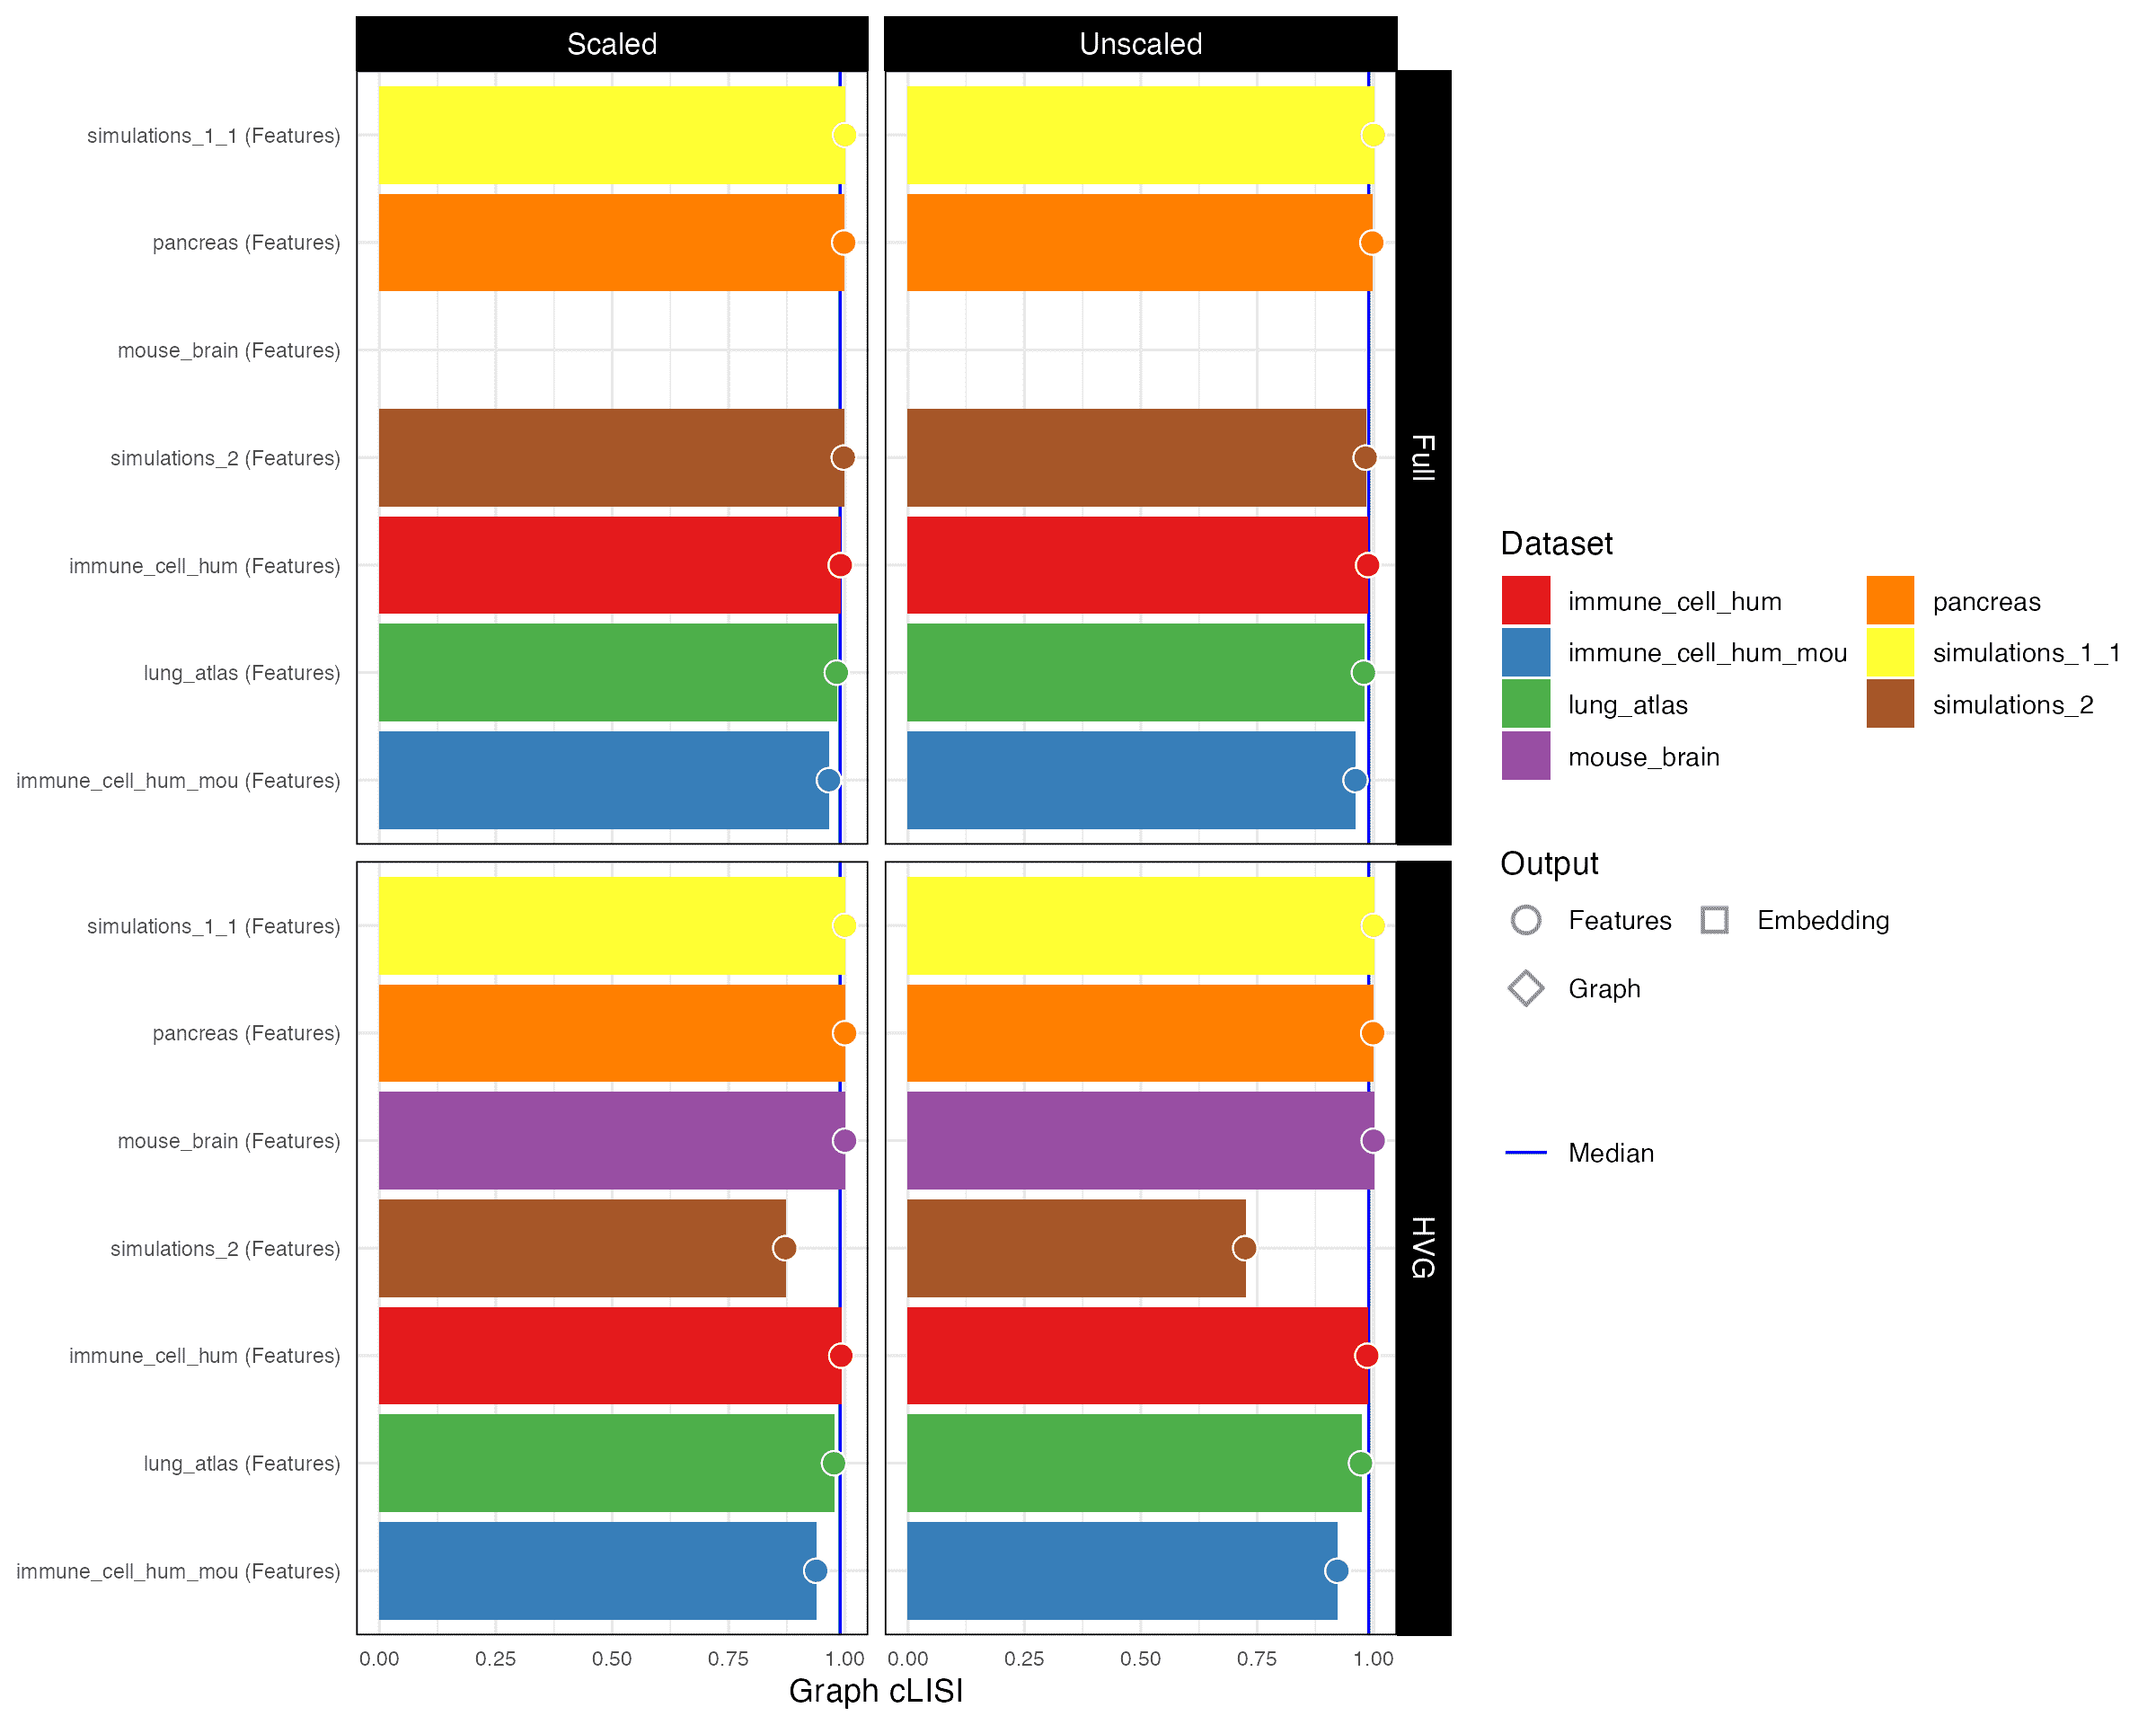 Scaled
Unscaled
simulations_1_1 (Features)
pancreas (Features)
mouse_brain (Features)
simulations_2 (Features)
immune_cell_hum (Features)
lung_atlas (Features)
immune_cell_hum_mou (Features)
Full
simulations_1_1 (Features)
pancreas (Features)
mouse_brain (Features)
simulations_2 (Features)
immune_cell_hum (Features)
lung_atlas (Features)
immune_cell_hum_mou (Features)
HVG
0.00 0.25 0.50 0.75 1.00
0.00 0.25 0.50 0.75 1.00
Graph cLISI
Dataset
immune_cell_hum
immune_cell_hum_mou
lung_atlas
mouse_brain
pancreas
simulations_1_1
simulations_2
Output
Features
Embedding
Graph
Median